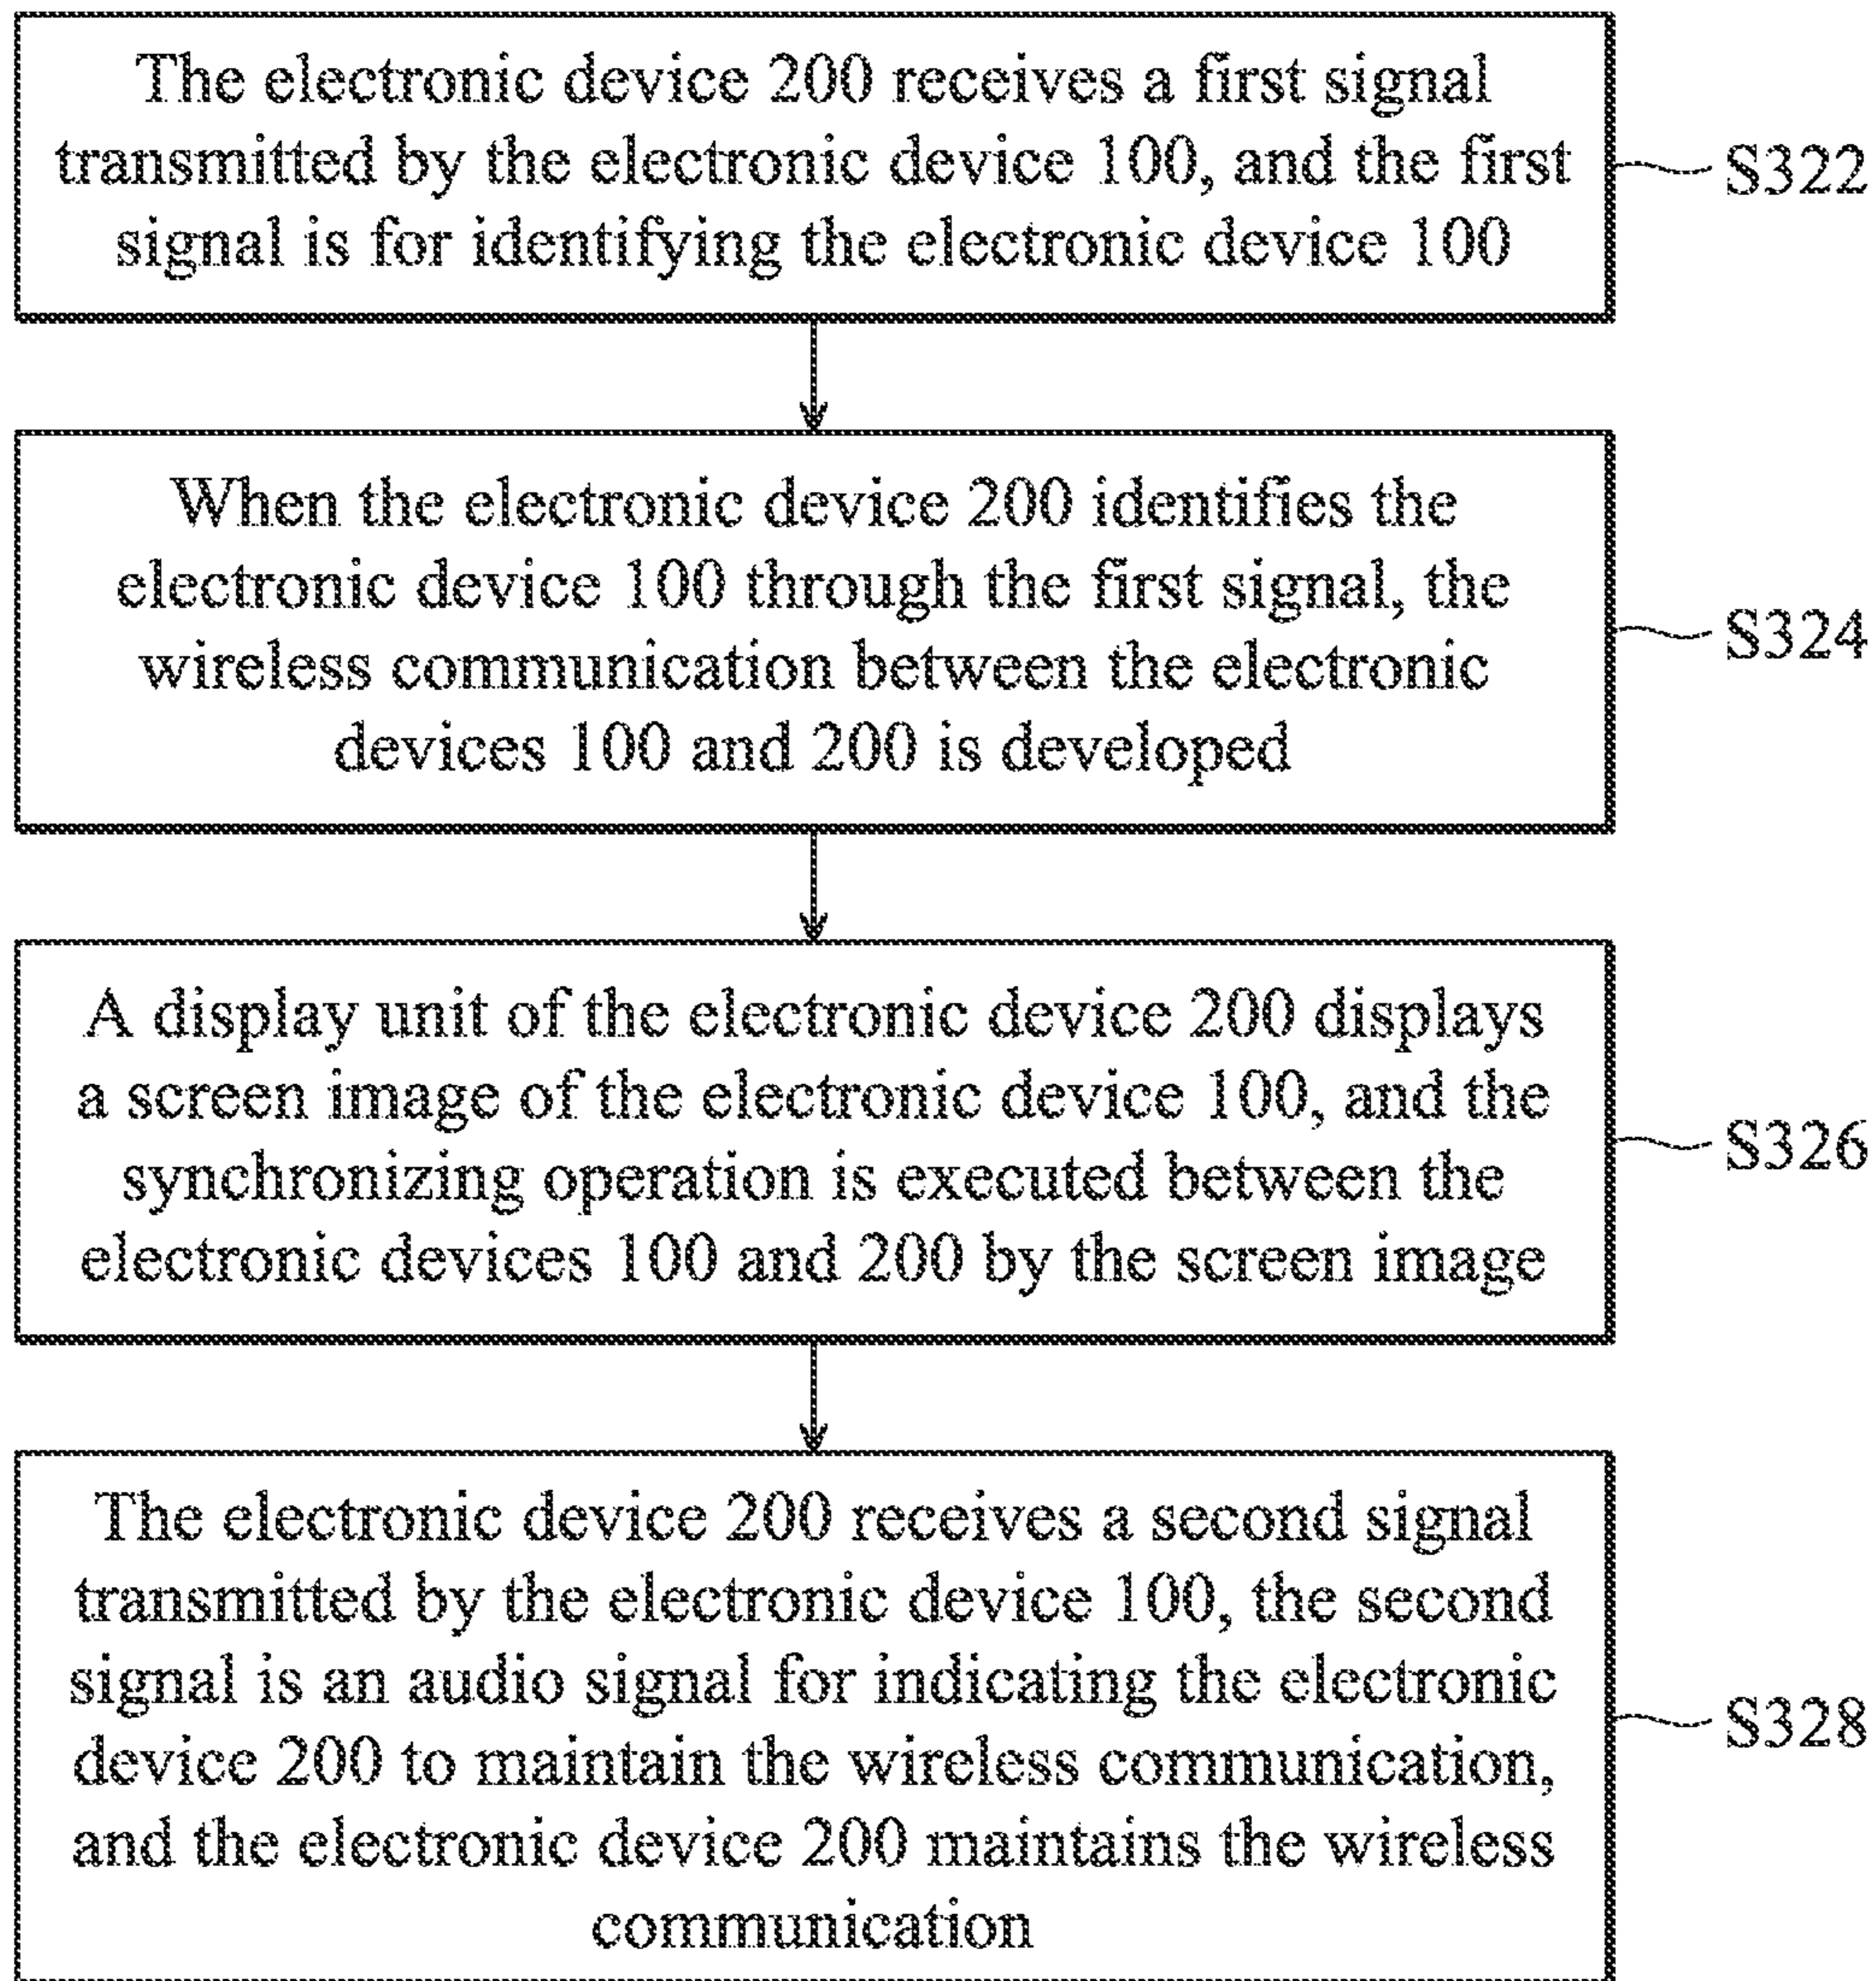 The electronic device 200 receives a first signal
transmitted by the electronic device 100, and the first
signal is for identifying the electronic device 100
S322
When the electronic device 200 identifies the
electronic device 100 through the first signal, the
wireless communication between the electronic
devices 100 and 200 is developed
S324
A display unit of the electronic device 200 displays
a screen image of the electronic device 100, and the
synchronizing operation is executed between the
electronic devices 100 and 200 by the screen image
S326
The electronic device 200 receives a second signal
transmitted by the electronic device 100, the second
signal is an audio signal for indicating the electronic
device 200 to maintain the wireless communication,
and the electronic device 200 maintains the wireless
communication
S328